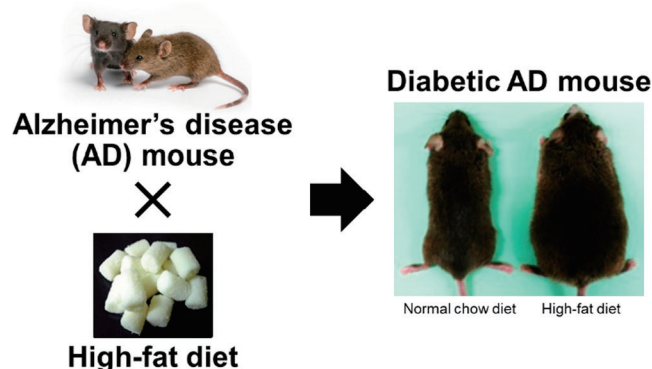 Alzheimer's disease
(AD) mouse
×
High-fat diet
Diabetic AD mouse
Normal chow diet High-fat diet